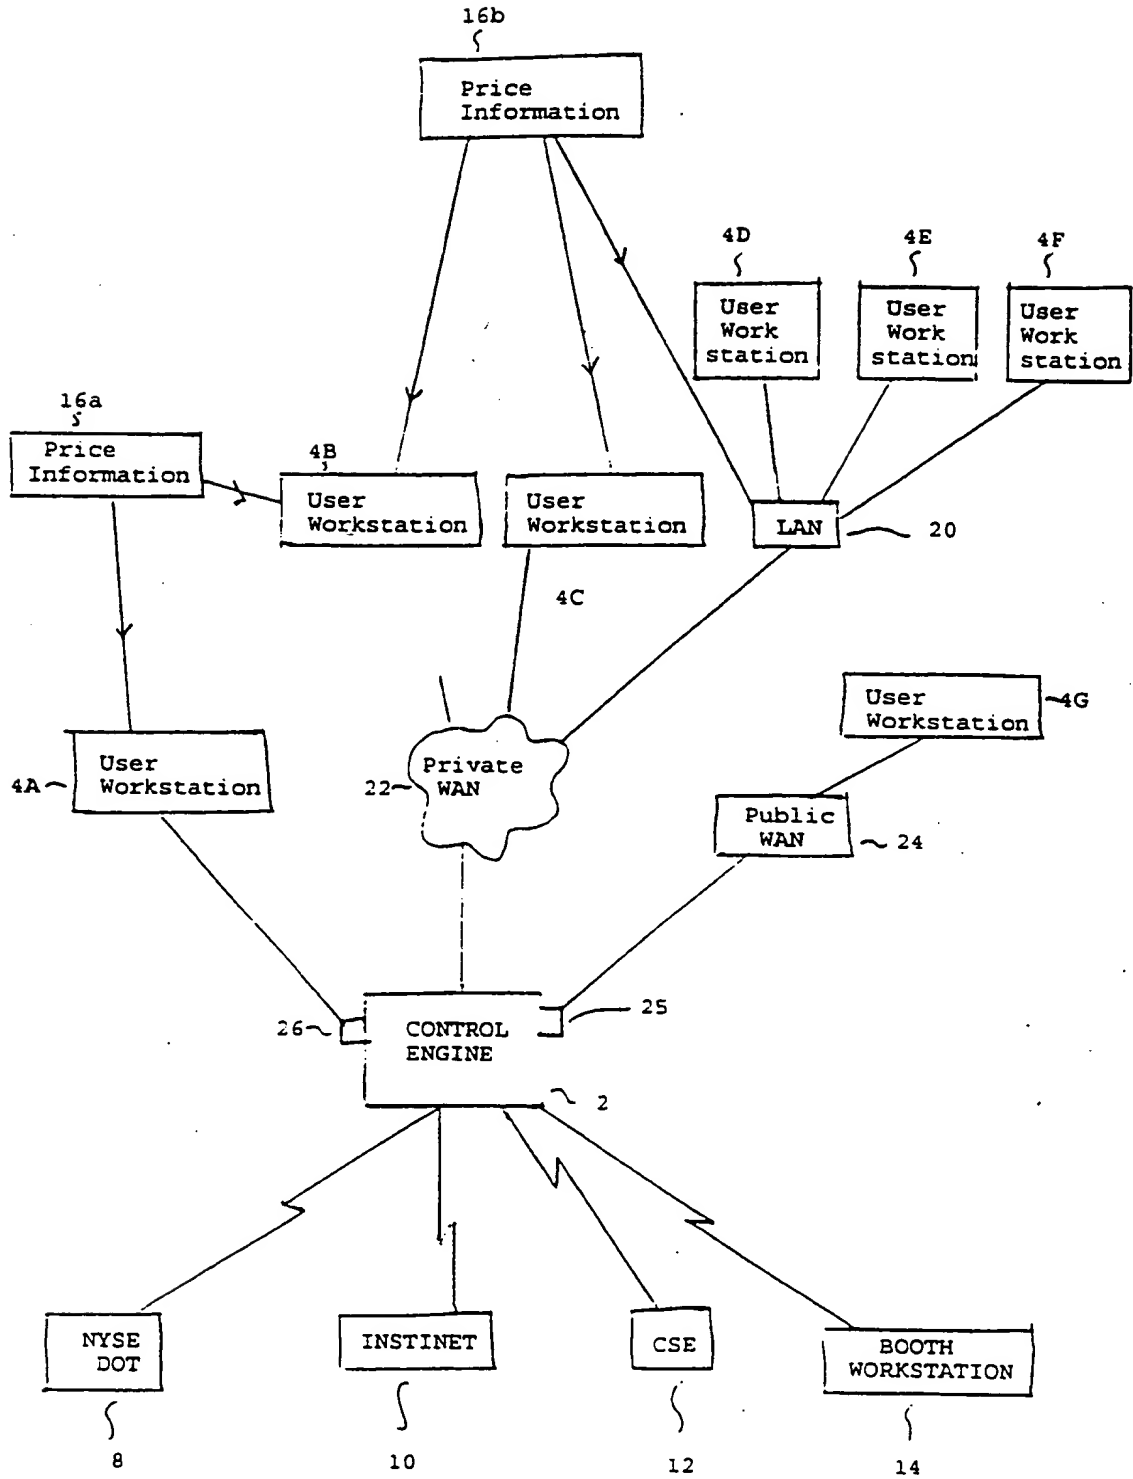 16b
Price
Information
4D
4E
4F
User
Work
station
User
Work
station
User
Work
station
16a
Price
Information
4B
User
Workstation
User
Workstation
LAN
20
4C
User
Workstation
4G
User
Workstation
4A
Private
WAN
22
Public
WAN
24
26
CONTROL
ENGINE
25
2
NYSE
DOT
INSTINET
CSE
BOOTH
WORKSTATION
8
10
12
14